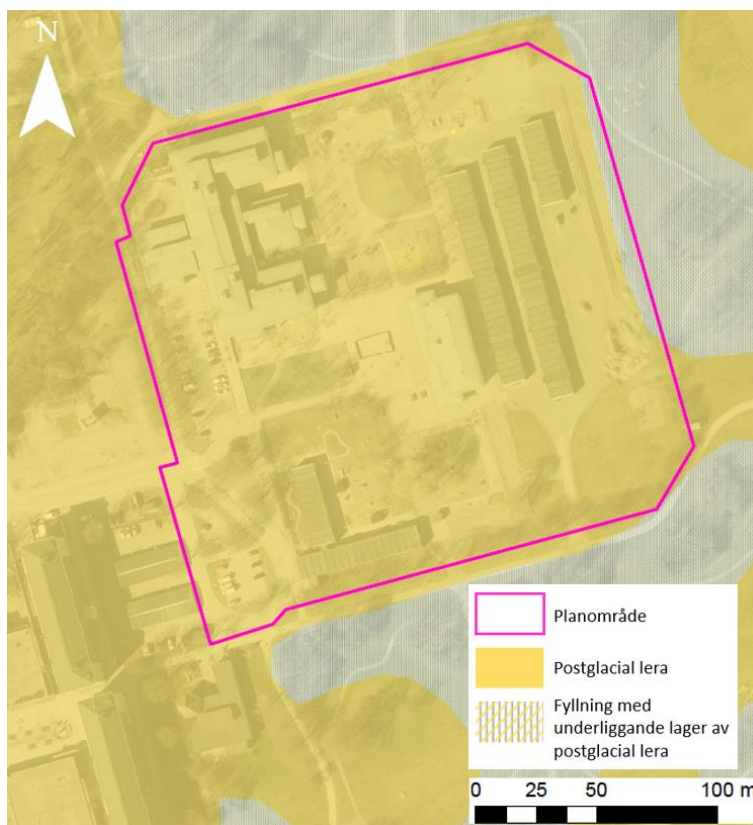 N
Planområde
Postglacial lera
Fyllning med
underliggande lager av
postglacial lera
0 25 50 100 m